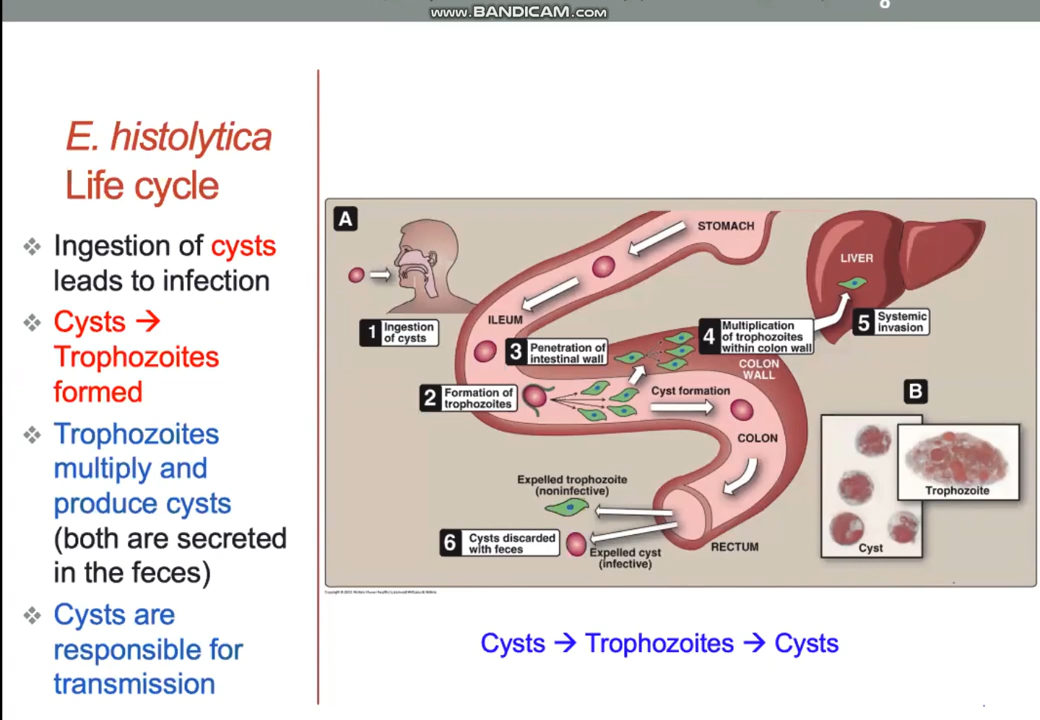 www.BANDICAM.com
E. histolytica
Life cycle
❖ Ingestion of cysts
leads to infection
❖ Cysts →
Trophozoites
formed
❖ Trophozoites
multiply and
produce cysts
(both are secreted
in the feces)
❖ Cysts are
responsible for
transmission
A
STOMACH
LIVER
ILEUM
1 Ingestion
of cysts
5 Systemic
invasion
4 Multiplication
of trophozoites
within colon wall
3 Penetration of
intestinal wall
COLON
WALL
2 Formation of
trophozoites
Cyst formation
B
COLON
Expelled trophozoite
(noninfective)
Trophozoite
6 Cysts discarded
with feces
Expelled cyst
(infective)
RECTUM
Cyst
Cysts → Trophozoites → Cysts